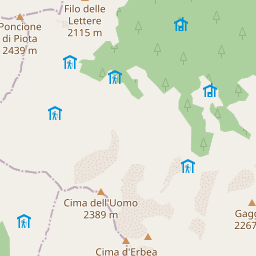 Filo delle
Lettere
2115 m
Poncione
di Piota
2439 m
Cima dell'Uomo
2389 m
Gagg
2267
Cima d'Erbea